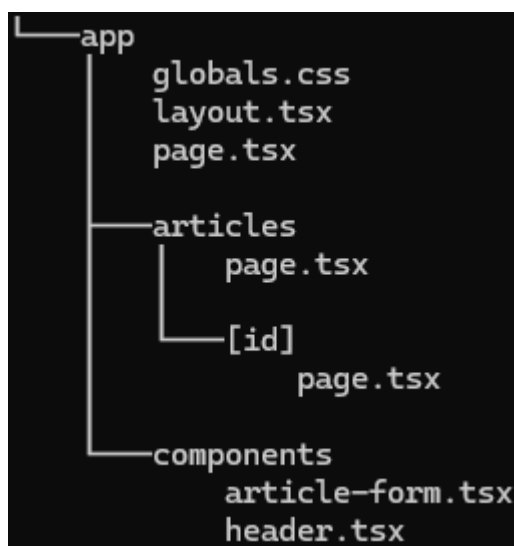 app
globals.css
layout.tsx
page.tsx
articles
page.tsx
[id]
page.tsx
components
article-form.tsx
header.tsx